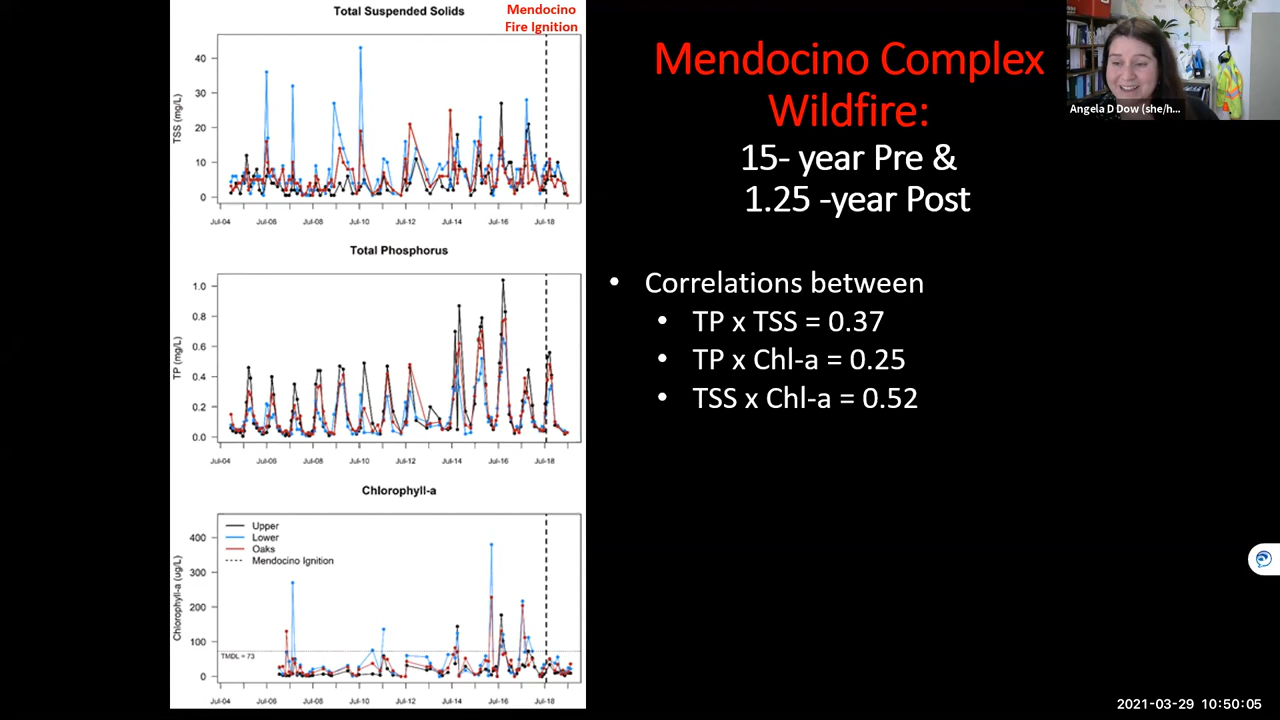 Total Suspended Solids
Mendocino
Fire Ignition
TSS (mg/L)
40
30
20
10
0
Jul-04 Jul-06 Jul-08 Jul-10 Jul-12 Jul-14 Jul-16 Jul-18
Total Phosphorus
TP (mg/L)
1.0
0.8
0.6
0.4
0.2
0.0
Jul-04 Jul-06 Jul-08 Jul-10 Jul-12 Jul-14 Jul-16 Jul-18
Chlorophyll-a
Chlorophyll-a (ug/L)
400
300
200
100
0
Upper
Lower
Oaks
Mendocino Ignition
TMDL = 73
Jul-04 Jul-06 Jul-08 Jul-10 Jul-12 Jul-14 Jul-16 Jul-18
Mendocino Complex
Wildfire:
15- year Pre &
1.25 -year Post
• Correlations between
• TP x TSS = 0.37
• TP x Chl-a = 0.25
• TSS x Chl-a = 0.52
Angela D Dow (she/h...
2021-03-29 10:50:05